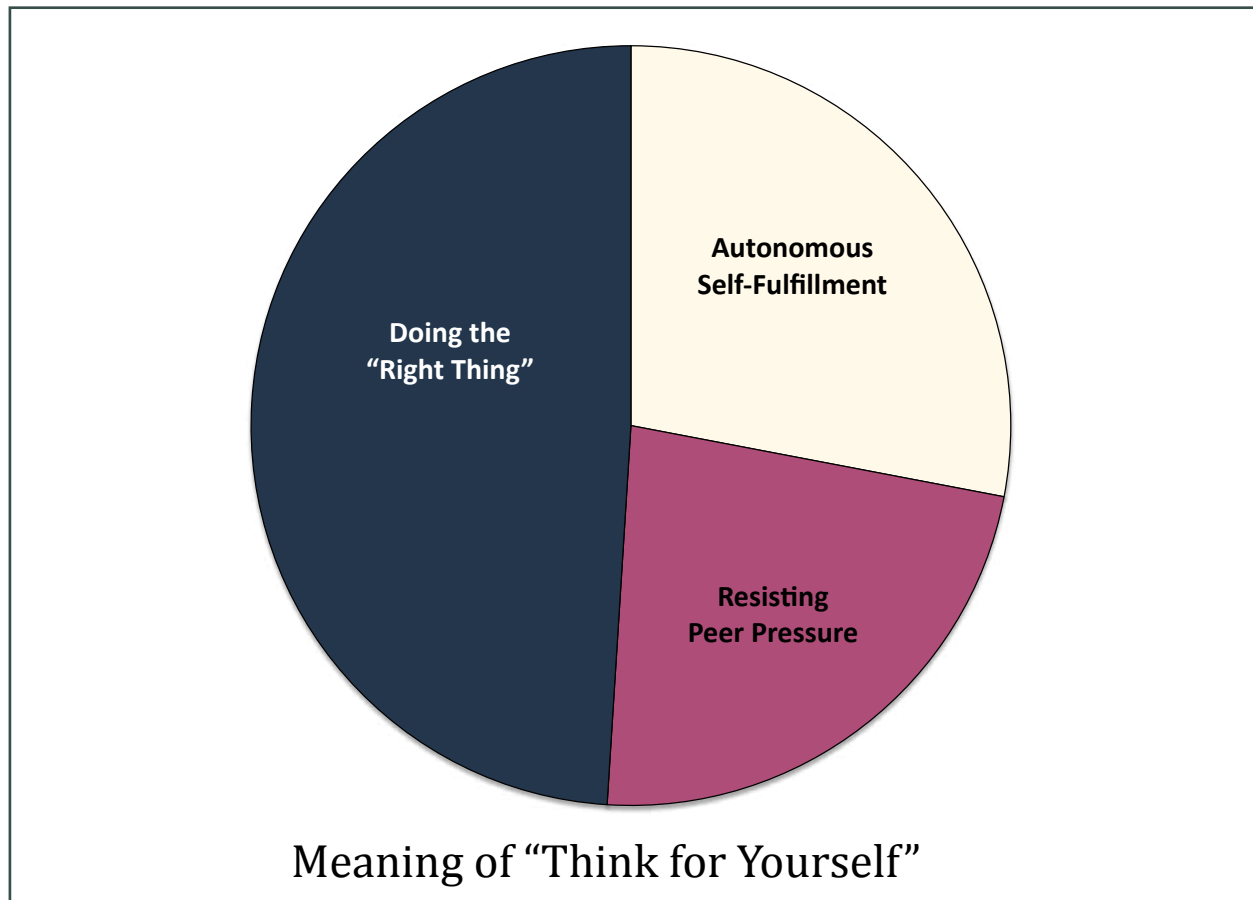 Autonomous
Self-Fulfillment
Doing the
“Right Thing”
Resisting
Peer Pressure
Meaning of “Think for Yourself”